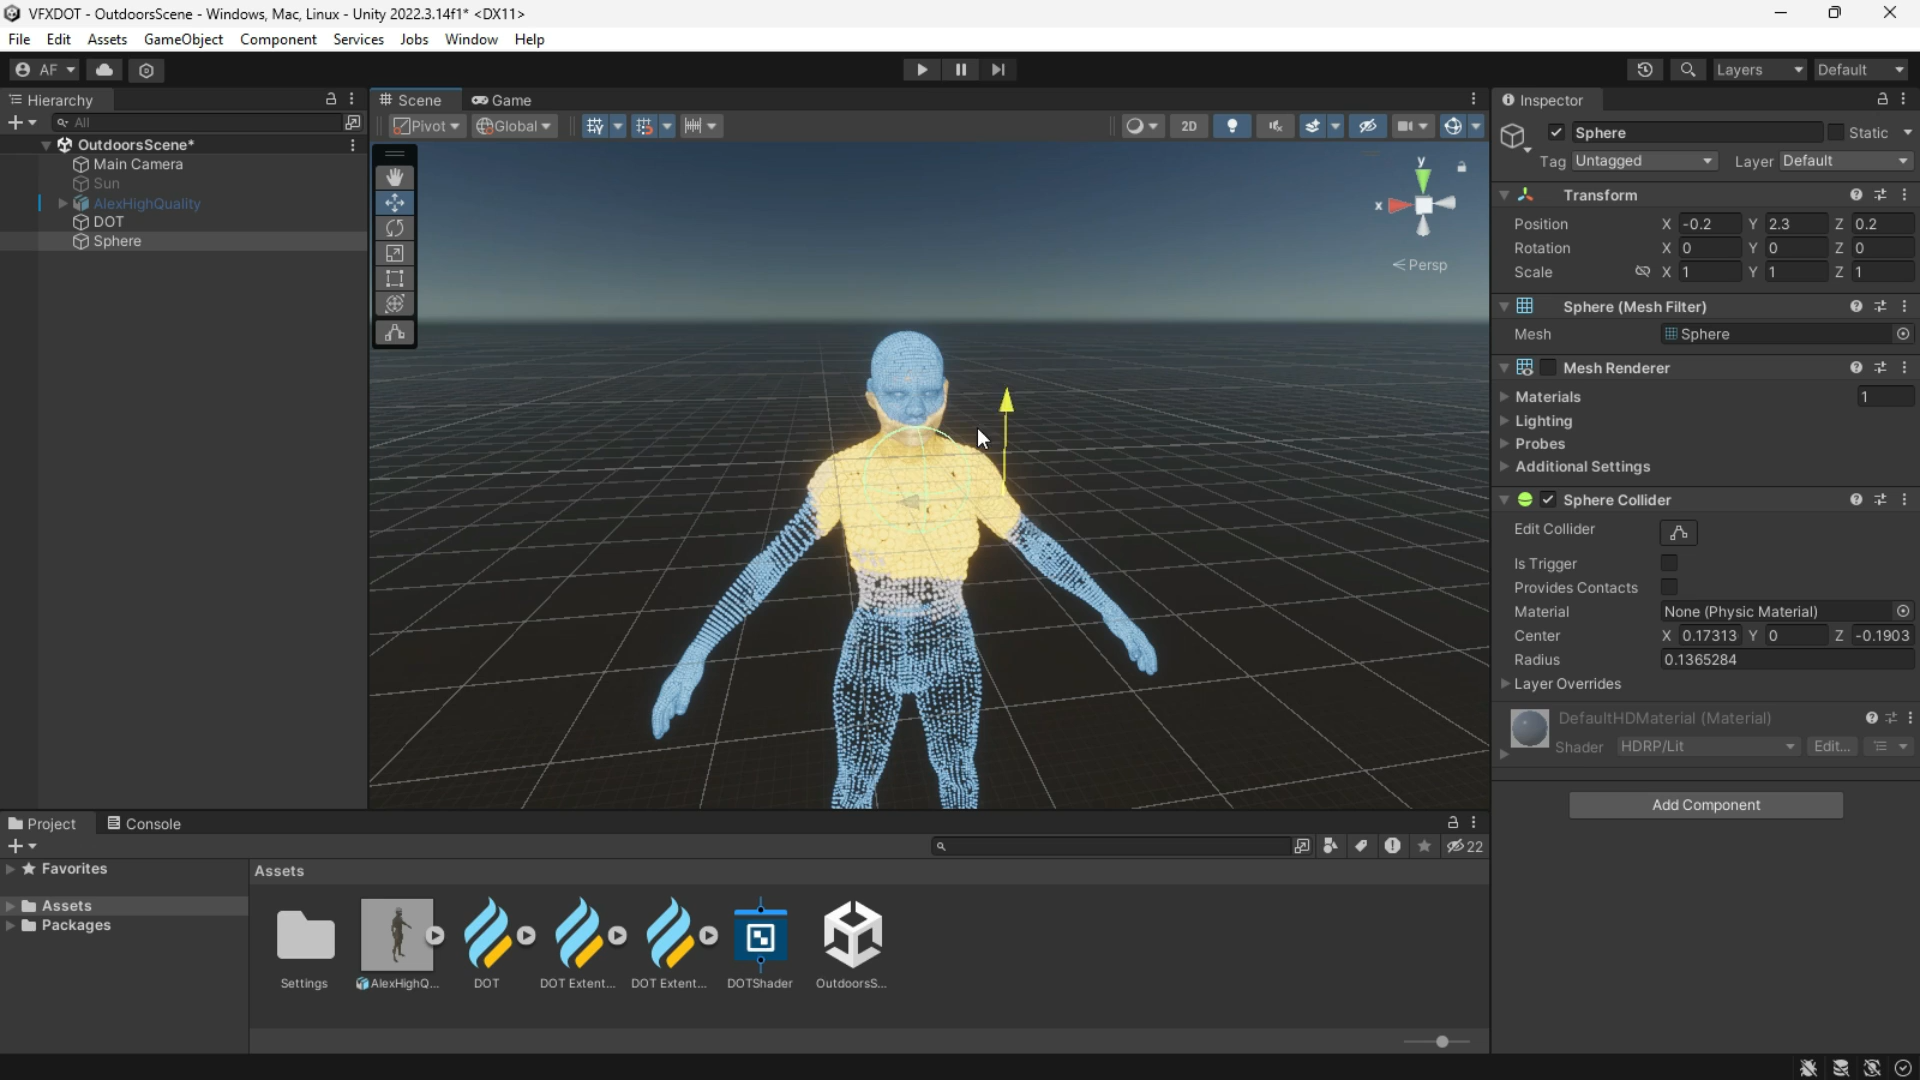 VFXDOT - OutdoorsScene - Windows, Mac, Linux - Unity 2022.3.14f1* <DX11>
File Edit Assets GameObject Component Services Jobs Window Help
AF Layers Default
Hierarchy
All
OutdoorsScene*
Main Camera
Sun
AlexHighQuality
DOT
Sphere
Scene Game
Pivot Global 2D
y
x
Persp
Inspector
Sphere Static
Tag Untagged Layer Default
Transform
Position X -0.2 Y 2.3 Z 0.2
Rotation X 0 Y 0 Z 0
Scale X 1 Y 1 Z 1
Sphere (Mesh Filter)
Mesh Sphere
Mesh Renderer
Materials 1
Lighting
Probes
Additional Settings
Sphere Collider
Edit Collider
Is Trigger
Provides Contacts
Material None (Physic Material)
Center X 0.17313 Y 0 Z -0.1903
Radius 0.1365284
Layer Overrides
DefaultHDMaterial (Material)
Shader HDRP/Lit Edit...
Add Component
Project Console
22
Favorites
Assets
Packages
Assets
Settings AlexHighQ... DOT DOT Extent... DOT Extent... DOTShader OutdoorsS...